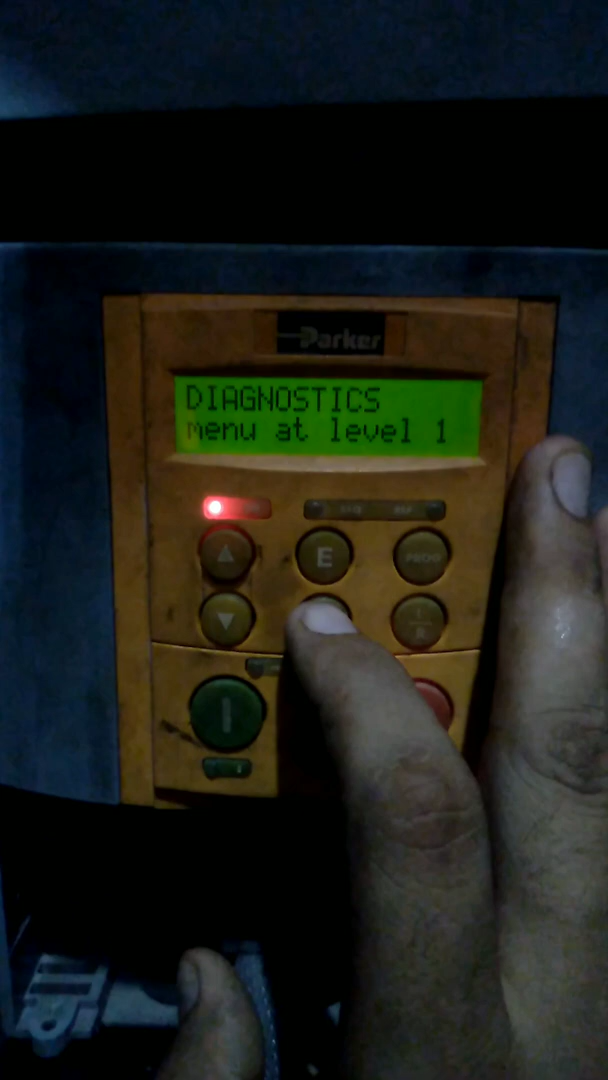 Parker
DIAGNOSTICS
menu at level 1
E
PROG
L
R